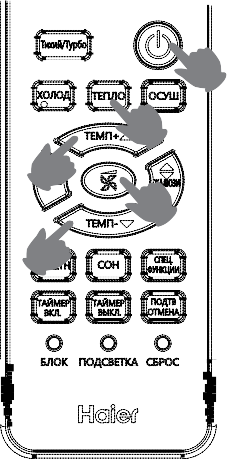 Тихий/Турбо
ХОЛОД ТЕПЛО ОСУШ
ТЕМП+
ТЕМП-
СОН СПЕЦ. ФУНКЦИИ
ТАЙМЕР ВКЛ. ТАЙМЕР ВЫКЛ. ПОДТВ ОТМЕНА
БЛОК ПОДСВЕТКА СБРОС
Haier